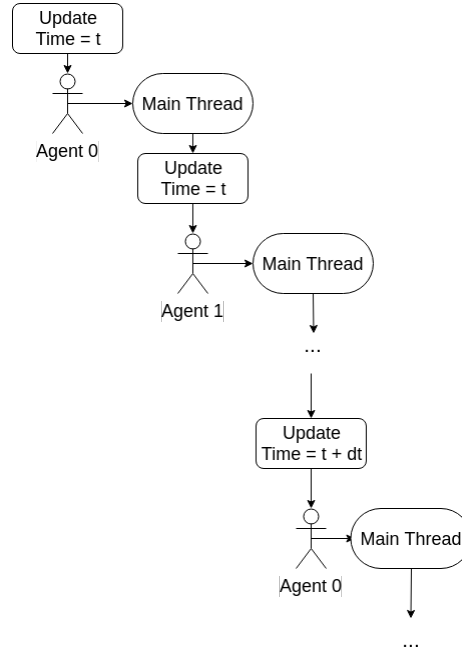 Update
Time = t
Main Thread
Agent 0
Update
Time = t
Main Thread
Agent 1
...
Update
Time = t + dt
Main Thread
Agent 0
...